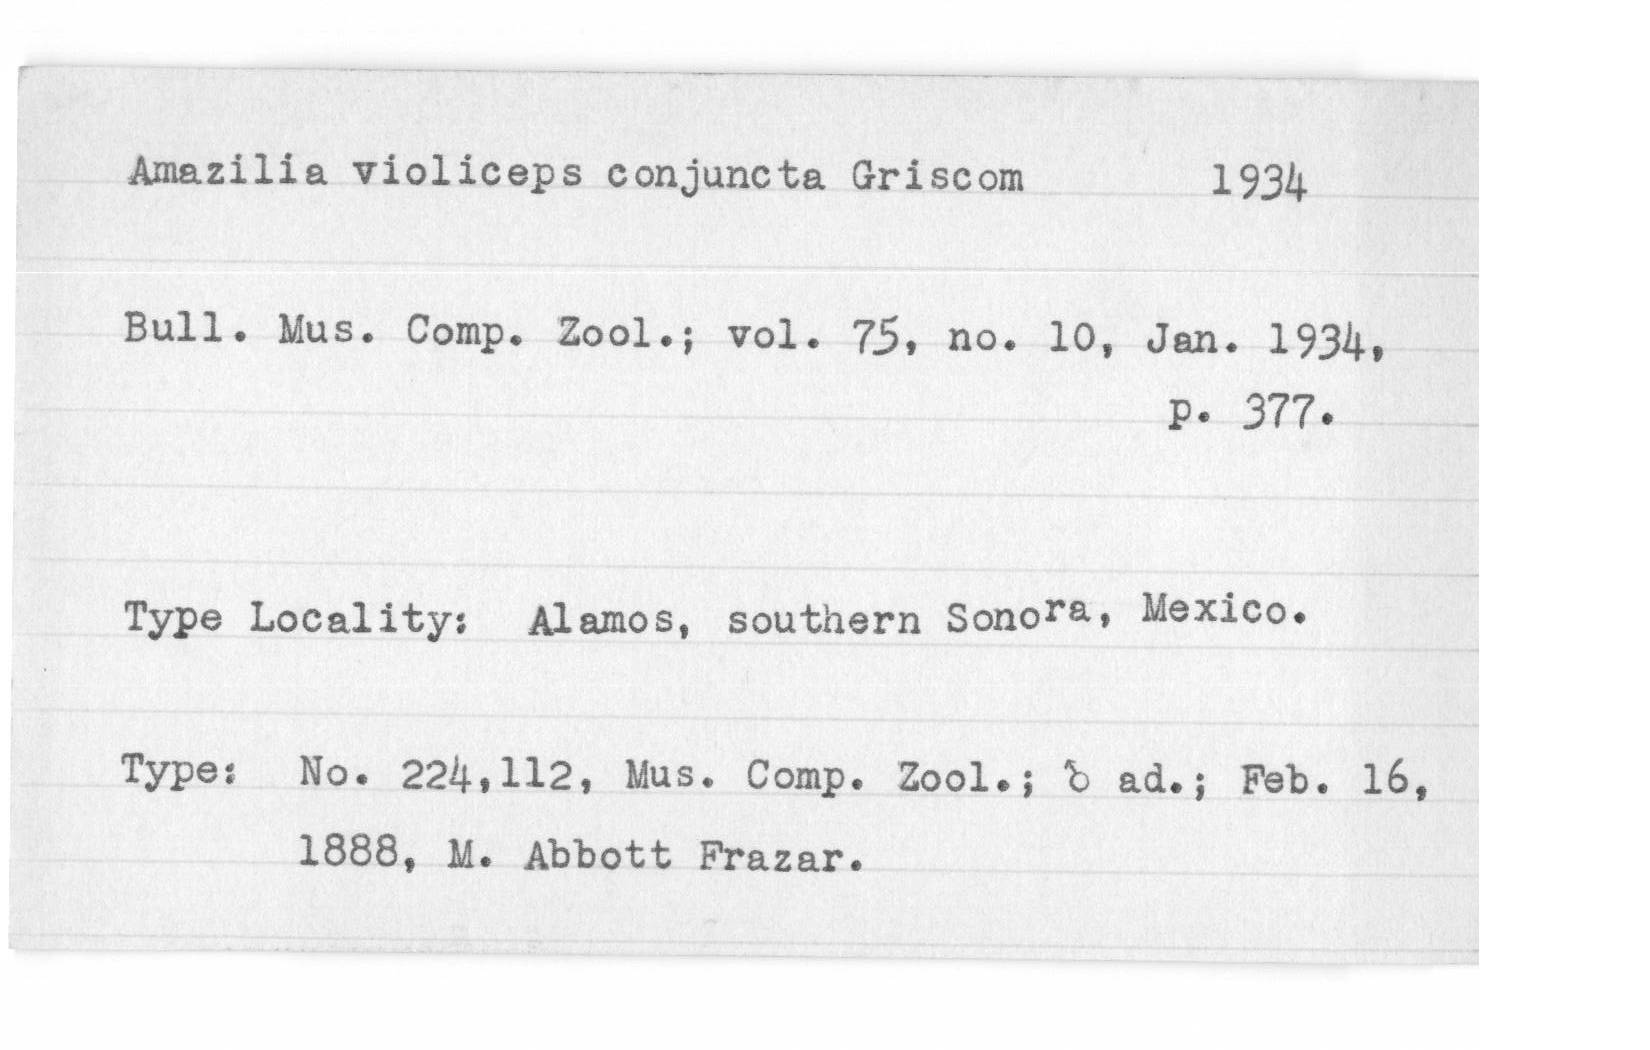 Amazilia violiceps conjuncta Griscom 1934
Bull. Mus. Comp. Zool.; vol. 75, no. 10, Jan. 1934,
p. 377.
Type Locality: Alamos, southern Sonora, Mexico.
Type: No. 224,112, Mus. Comp. Zool.; ♂ ad.; Feb. 16,
1888, M. Abbott Frazar.